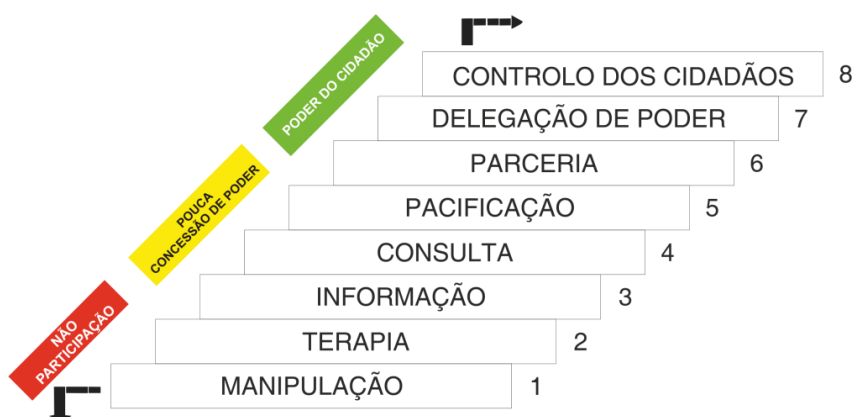 CONTROLO DOS CIDADÃOS 8
DELEGAÇÃO DE PODER 7
PARCERIA 6
PACIFICAÇÃO 5
CONSULTA 4
INFORMAÇÃO 3
TERAPIA 2
MANIPULAÇÃO 1
PODER DO CIDADÃO
POUCA
CONCESSÃO DE PODER
NÃO
PARTICIPAÇÃO